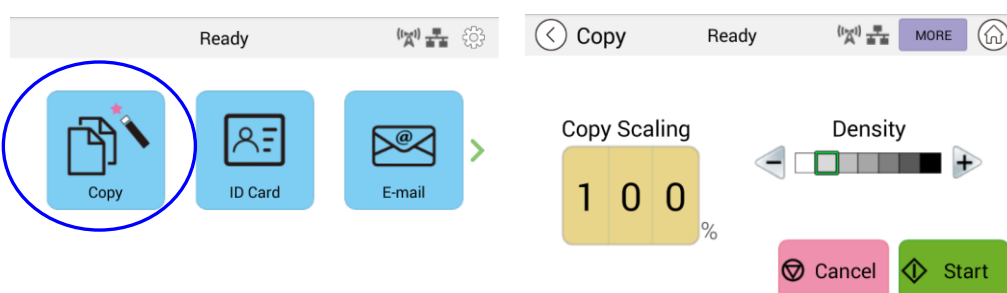 Ready
Copy
ID Card
@
E-mail
Copy Ready MORE
Copy Scaling
100
%
Density
Cancel
Start